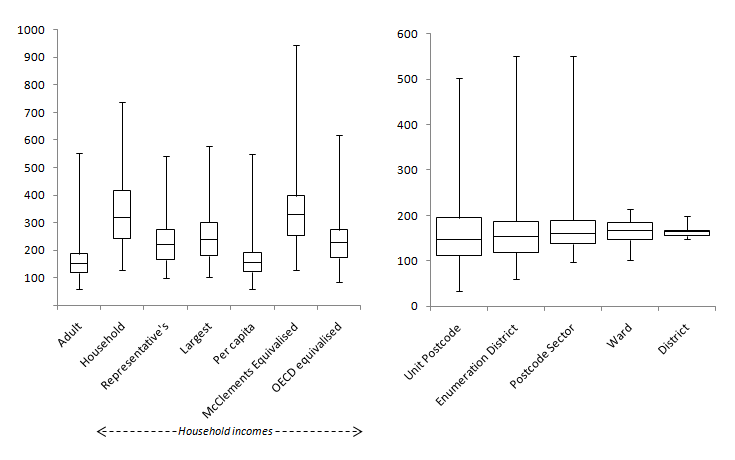 1000
900
800
700
600
500
400
300
200
100
Adult
Household
Representative's
Largest
Per capita
McClements Equivalised
OECD equivalised
Household incomes
600
500
400
300
200
100
0
Unit Postcode
Enumeration District
Postcode Sector
Ward
District